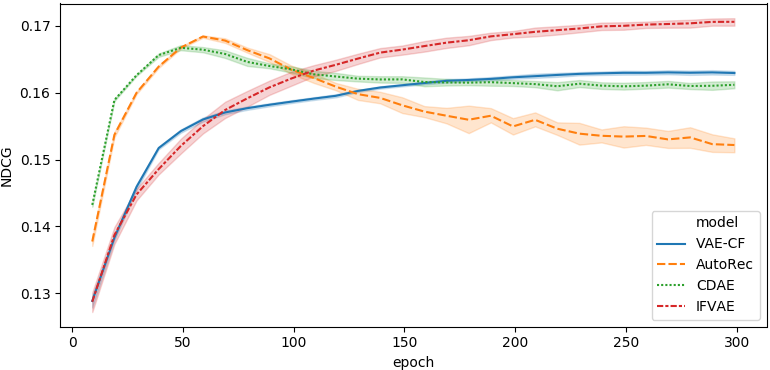 0.17
0.16
0.15
0.14
0.13
NDCG
0 50 100 150 200 250 300
epoch
model
VAE-CF
AutoRec
CDAE
IFVAE